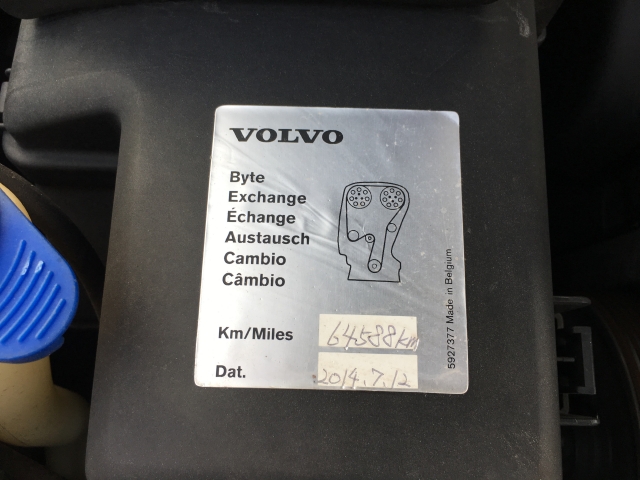 VOLVO
Byte
Exchange
Échange
Austausch
Cambio
Câmbio
Km/Miles 64588km
Dat. 2014.7.12
5927377 Made in Belgium